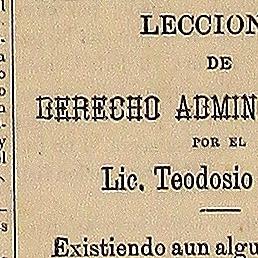 LECCION
DE
DERECHO ADMIN
POR EL
Lic. Teodosio
Existiendo aun algu